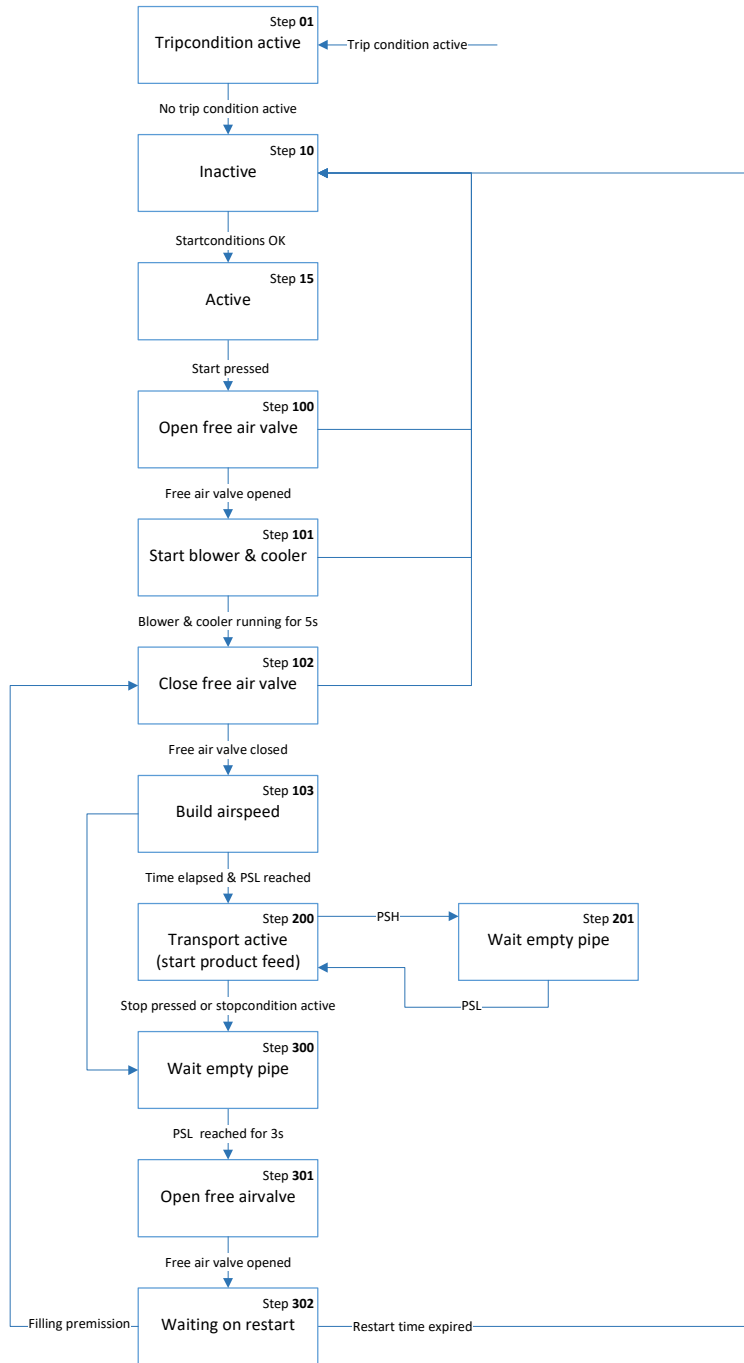 Step 01
Tripcondition active
Trip condition active
No trip condition active
Step 10
Inactive
Startconditions OK
Step 15
Active
Start pressed
Step 100
Open free air valve
Free air valve opened
Step 101
Start blower & cooler
Blower & cooler running for 5s
Step 102
Close free air valve
Free air valve closed
Step 103
Build airspeed
Time elapsed & PSL reached
Step 200
Transport active
(start product feed)
PSH
Step 201
Wait empty pipe
PSL
Stop pressed or stopcondition active
Step 300
Wait empty pipe
PSL reached for 3s
Step 301
Open free airvalve
Free air valve opened
Step 302
Waiting on restart
Filling premission
Restart time expired